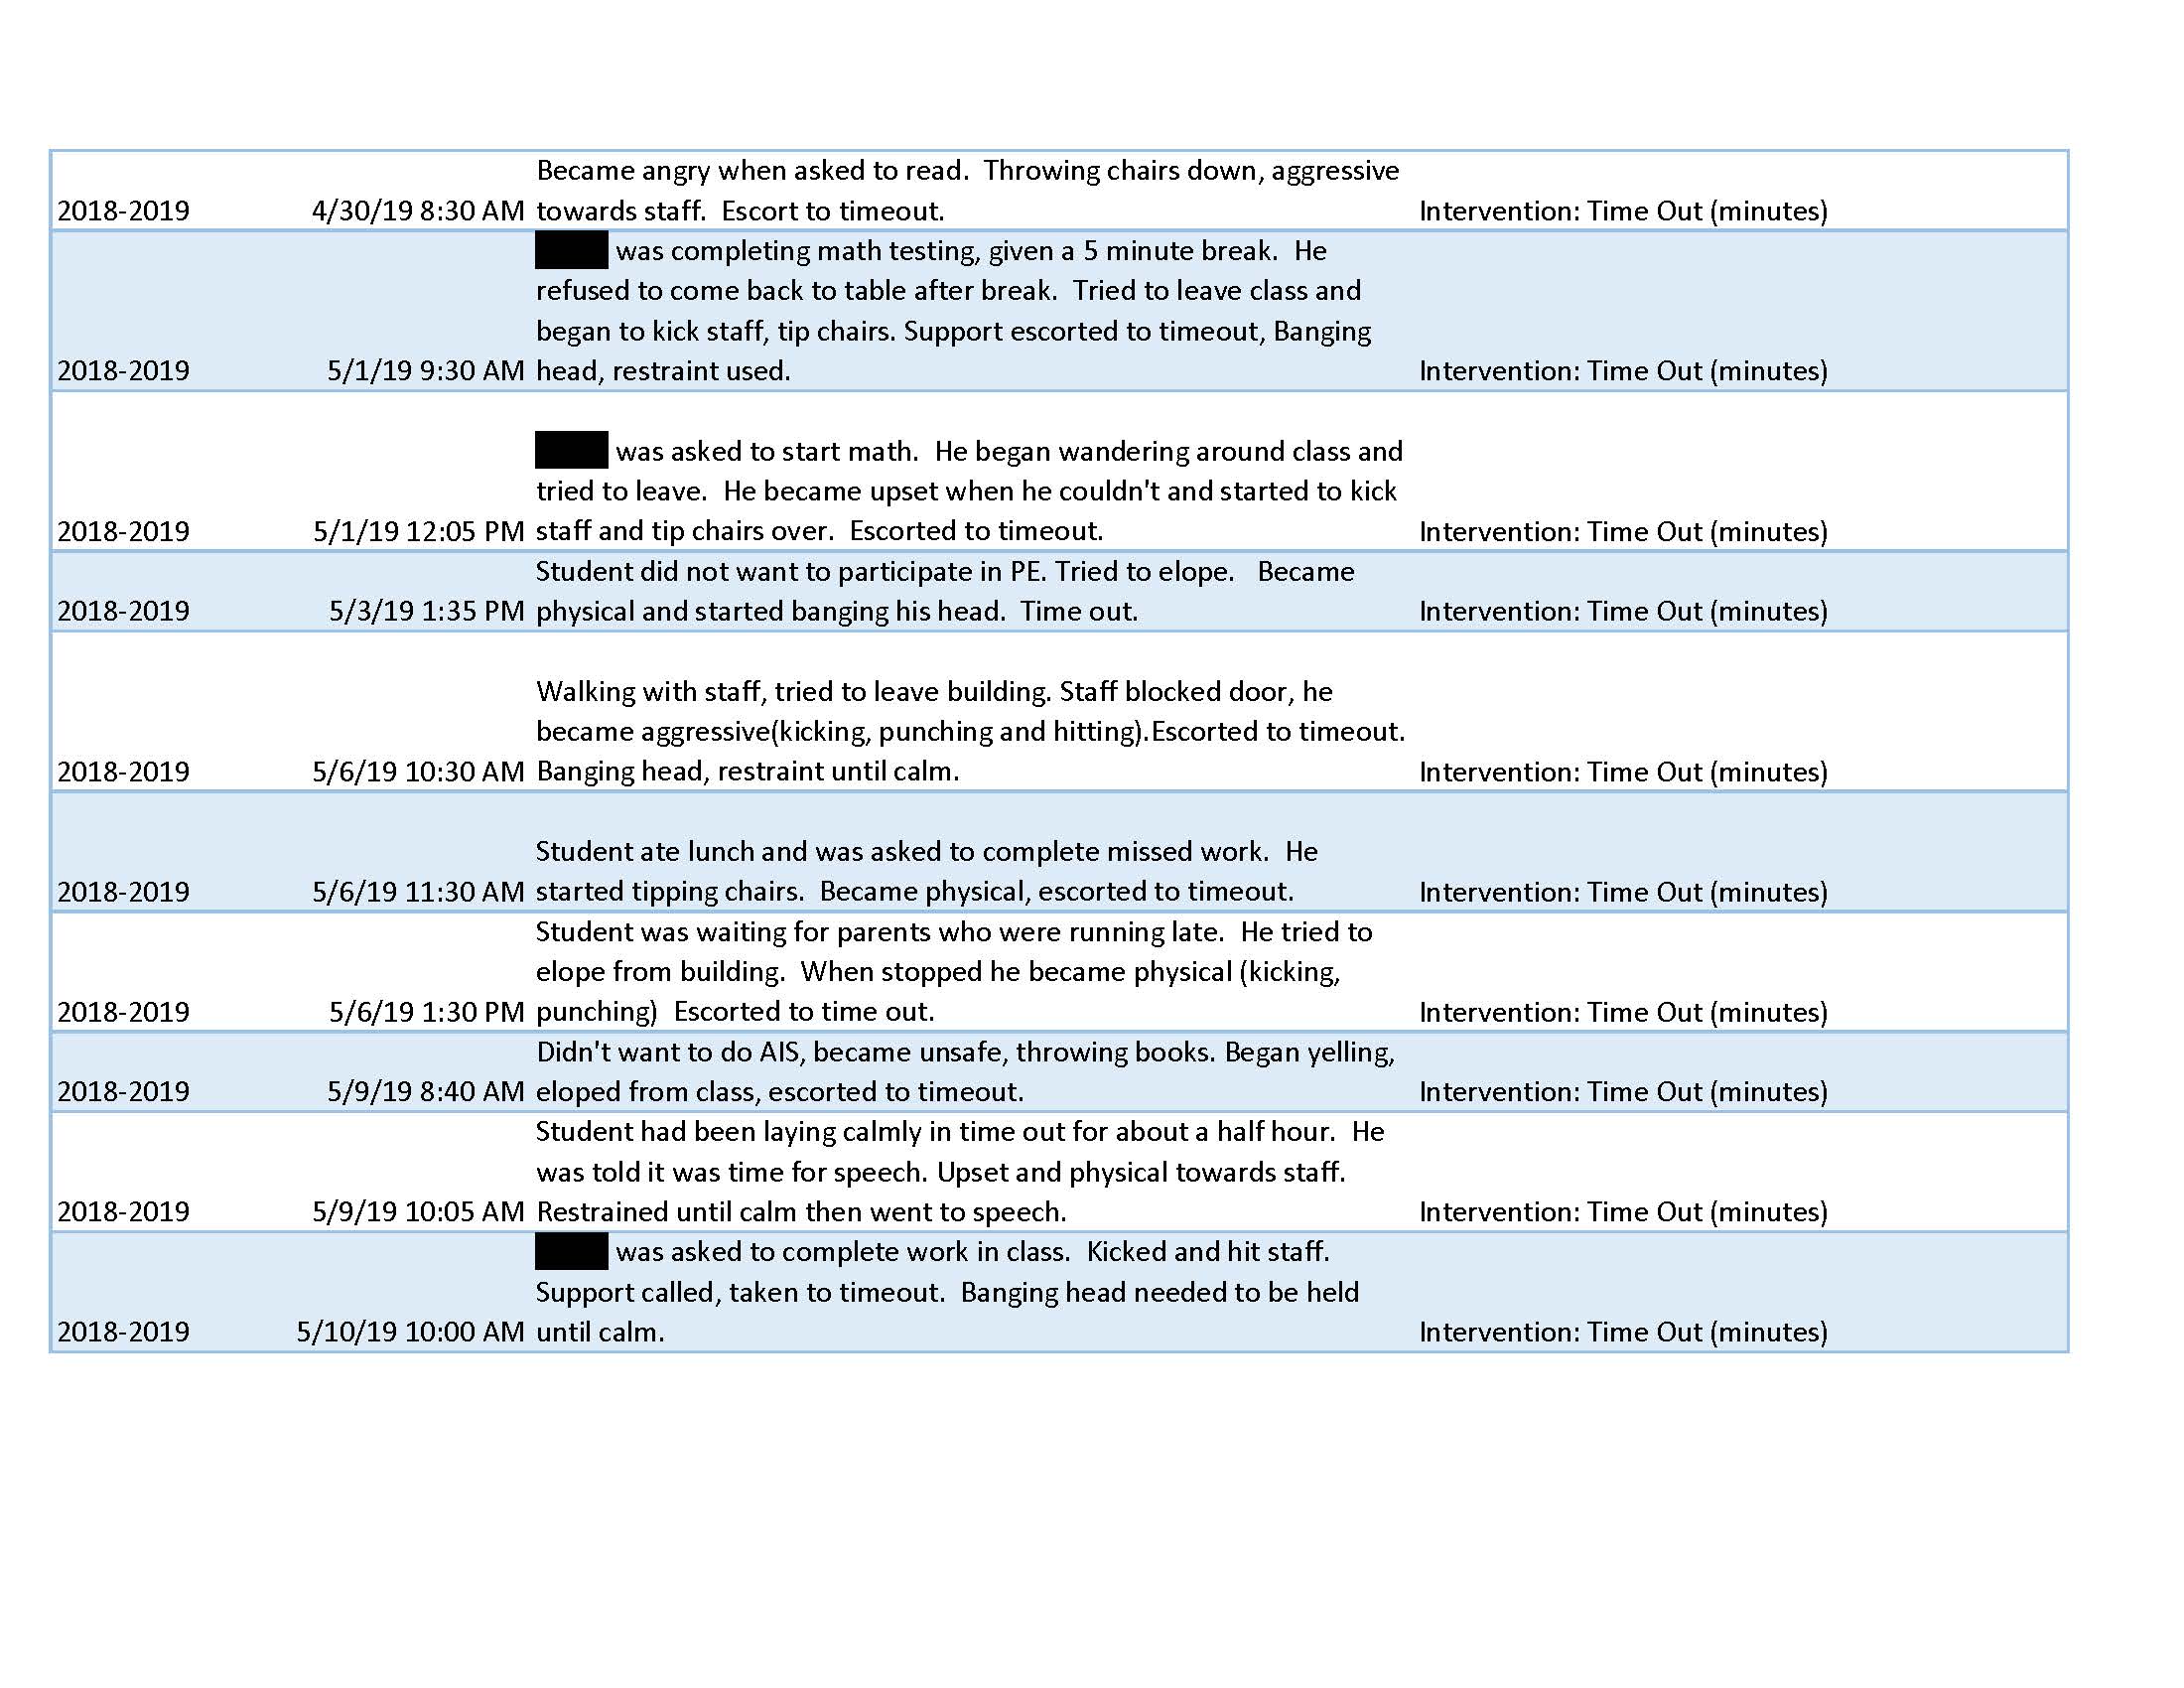 Became angry when asked to read.  Throwing chairs down, aggressive
2018-2019 4/30/19 8:30 AM towards staff.  Escort to timeout. Intervention: Time Out (minutes)
was completing math testing, given a 5 minute break.  He
refused to come back to table after break.  Tried to leave class and
began to kick staff, tip chairs. Support escorted to timeout, Banging
2018-2019 5/1/19 9:30 AM head, restraint used. Intervention: Time Out (minutes)
was asked to start math.  He began wandering around class and
tried to leave.  He became upset when he couldn't and started to kick
2018-2019 5/1/19 12:05 PM staff and tip chairs over.  Escorted to timeout. Intervention: Time Out (minutes)
Student did not want to participate in PE. Tried to elope.   Became
2018-2019 5/3/19 1:35 PM physical and started banging his head.  Time out. Intervention: Time Out (minutes)
Walking with staff, tried to leave building. Staff blocked door, he
became aggressive(kicking, punching and hitting).Escorted to timeout.
2018-2019 5/6/19 10:30 AM Banging head, restraint until calm. Intervention: Time Out (minutes)
Student ate lunch and was asked to complete missed work.  He
2018-2019 5/6/19 11:30 AM started tipping chairs.  Became physical, escorted to timeout. Intervention: Time Out (minutes)
Student was waiting for parents who were running late.  He tried to
elope from building.  When stopped he became physical (kicking,
2018-2019 5/6/19 1:30 PM punching)  Escorted to time out. Intervention: Time Out (minutes)
Didn't want to do AIS, became unsafe, throwing books. Began yelling,
2018-2019 5/9/19 8:40 AM eloped from class, escorted to timeout. Intervention: Time Out (minutes)
Student had been laying calmly in time out for about a half hour.  He
was told it was time for speech. Upset and physical towards staff.
2018-2019 5/9/19 10:05 AM Restrained until calm then went to speech. Intervention: Time Out (minutes)
was asked to complete work in class.  Kicked and hit staff.
Support called, taken to timeout.  Banging head needed to be held
2018-2019 5/10/19 10:00 AM until calm. Intervention: Time Out (minutes)